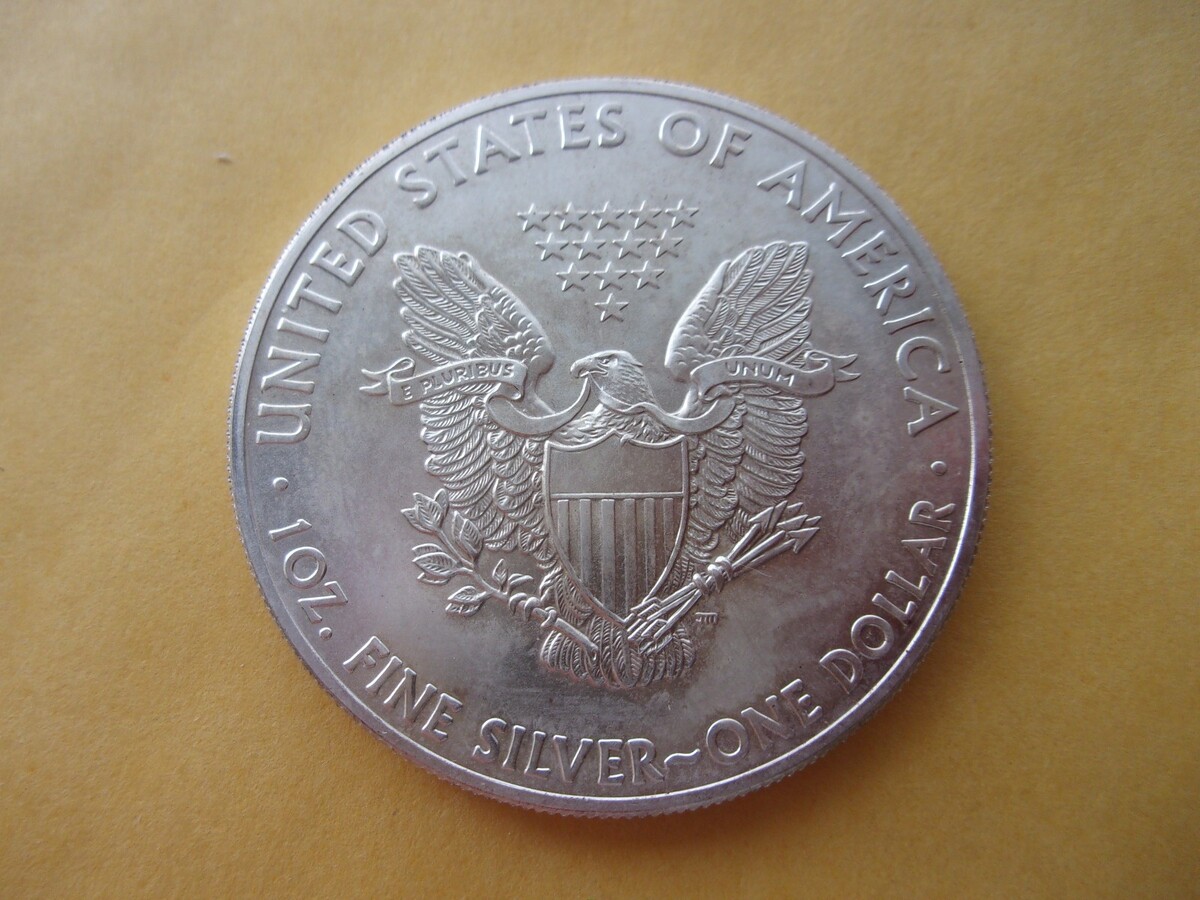 UNITED STATES OF AMERICA
E PLURIBUS UNUM
· 1 OZ. FINE SILVER~ONE DOLLAR ·